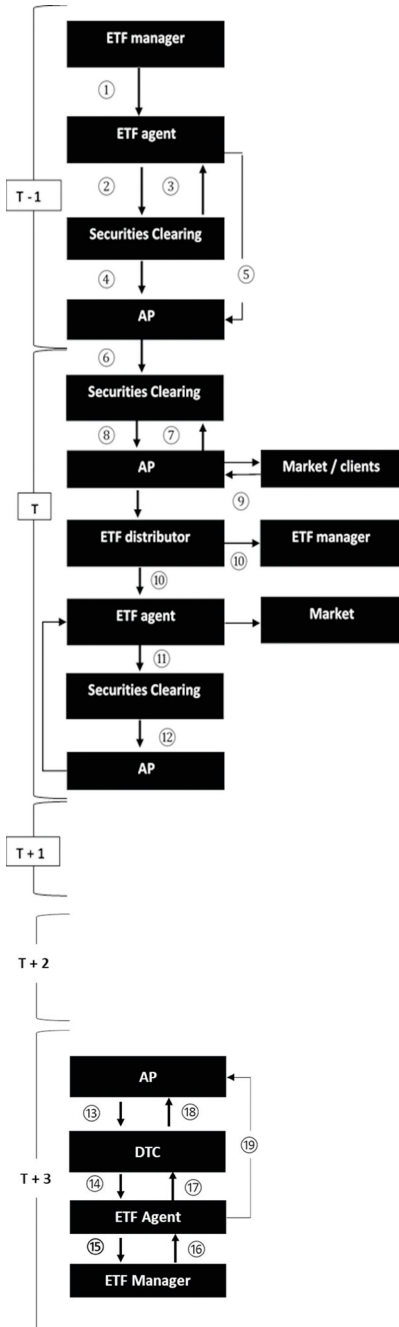 ETF manager
①
ETF agent
② ③
T - 1
Securities Clearing
④ ⑤
AP
⑥
Securities Clearing
⑧ ⑦
AP Market / clients
⑨
T
ETF distributor ETF manager
⑩
⑩
ETF agent Market
⑪
Securities Clearing
⑫
AP
T + 1
T + 2
AP
⑬ ⑱
DTC
⑲
T + 3
⑭ ⑰
ETF Agent
⑮ ⑯
ETF Manager